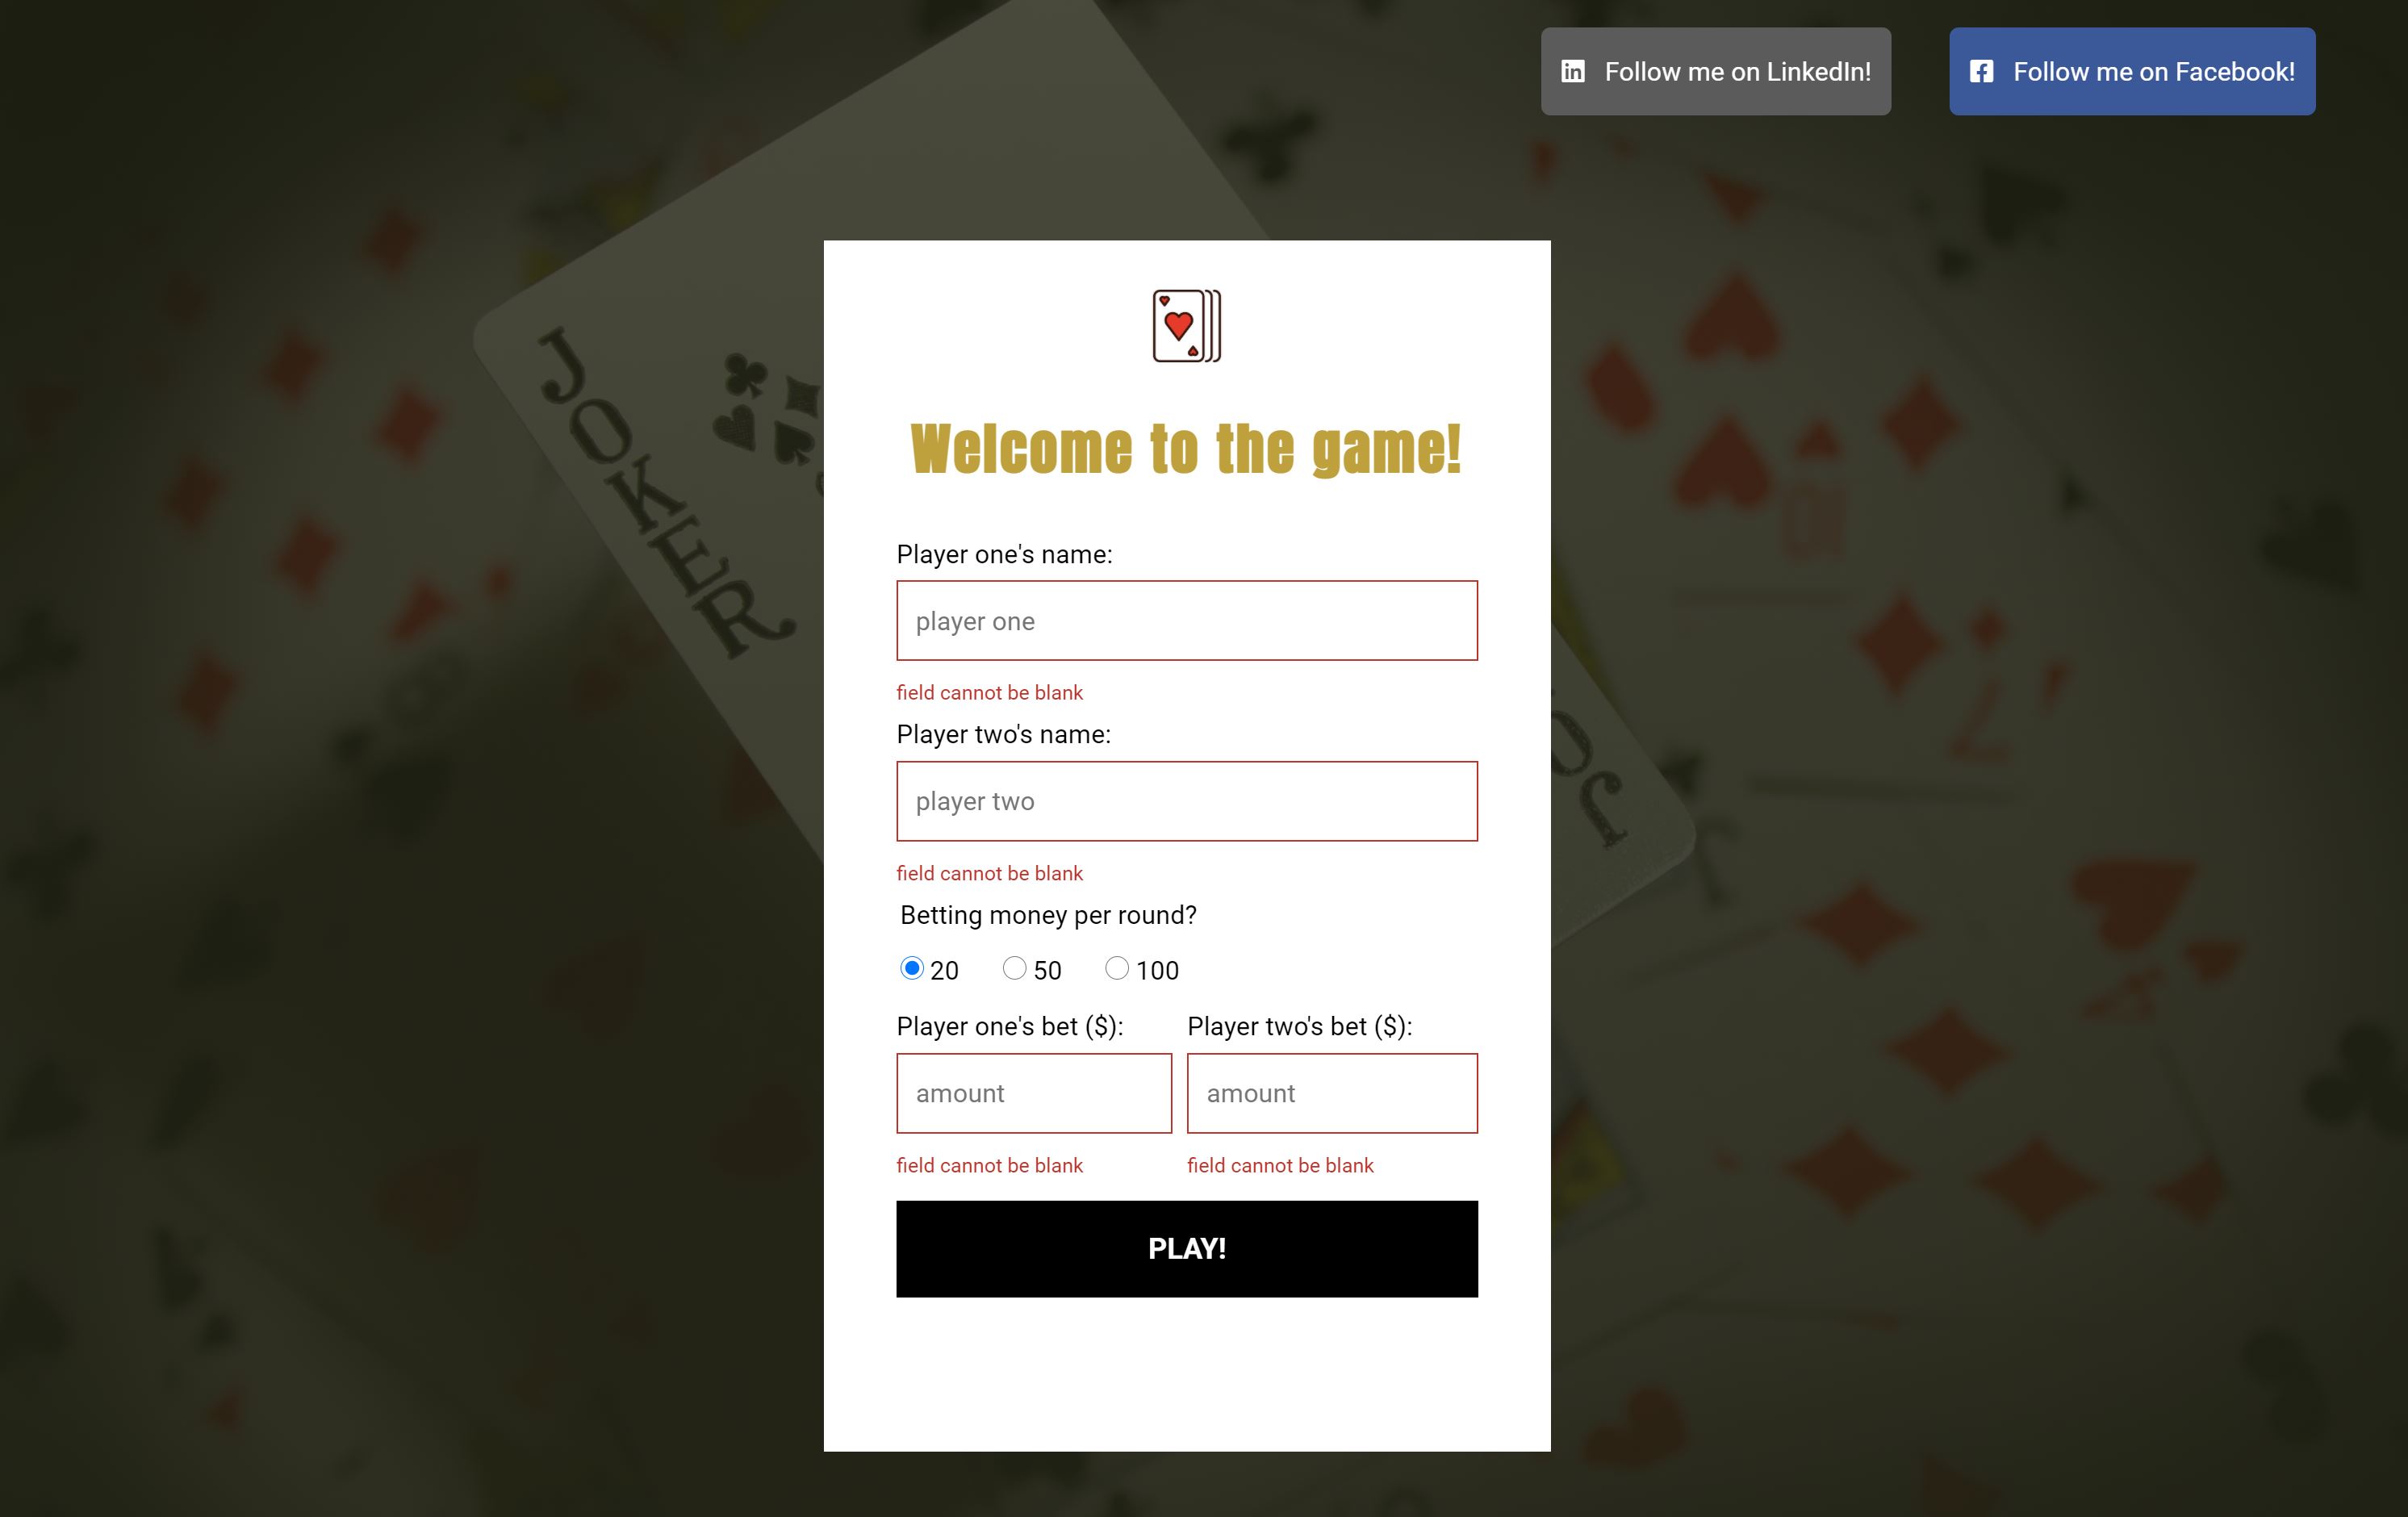 Follow me on LinkedIn!
Follow me on Facebook!
JOKER
Welcome to the game!
Player one's name:
player one
field cannot be blank
Player two's name:
player two
field cannot be blank
Betting money per round?
20 50 100
Player one's bet ($): Player two's bet ($):
amount amount
field cannot be blank field cannot be blank
PLAY!